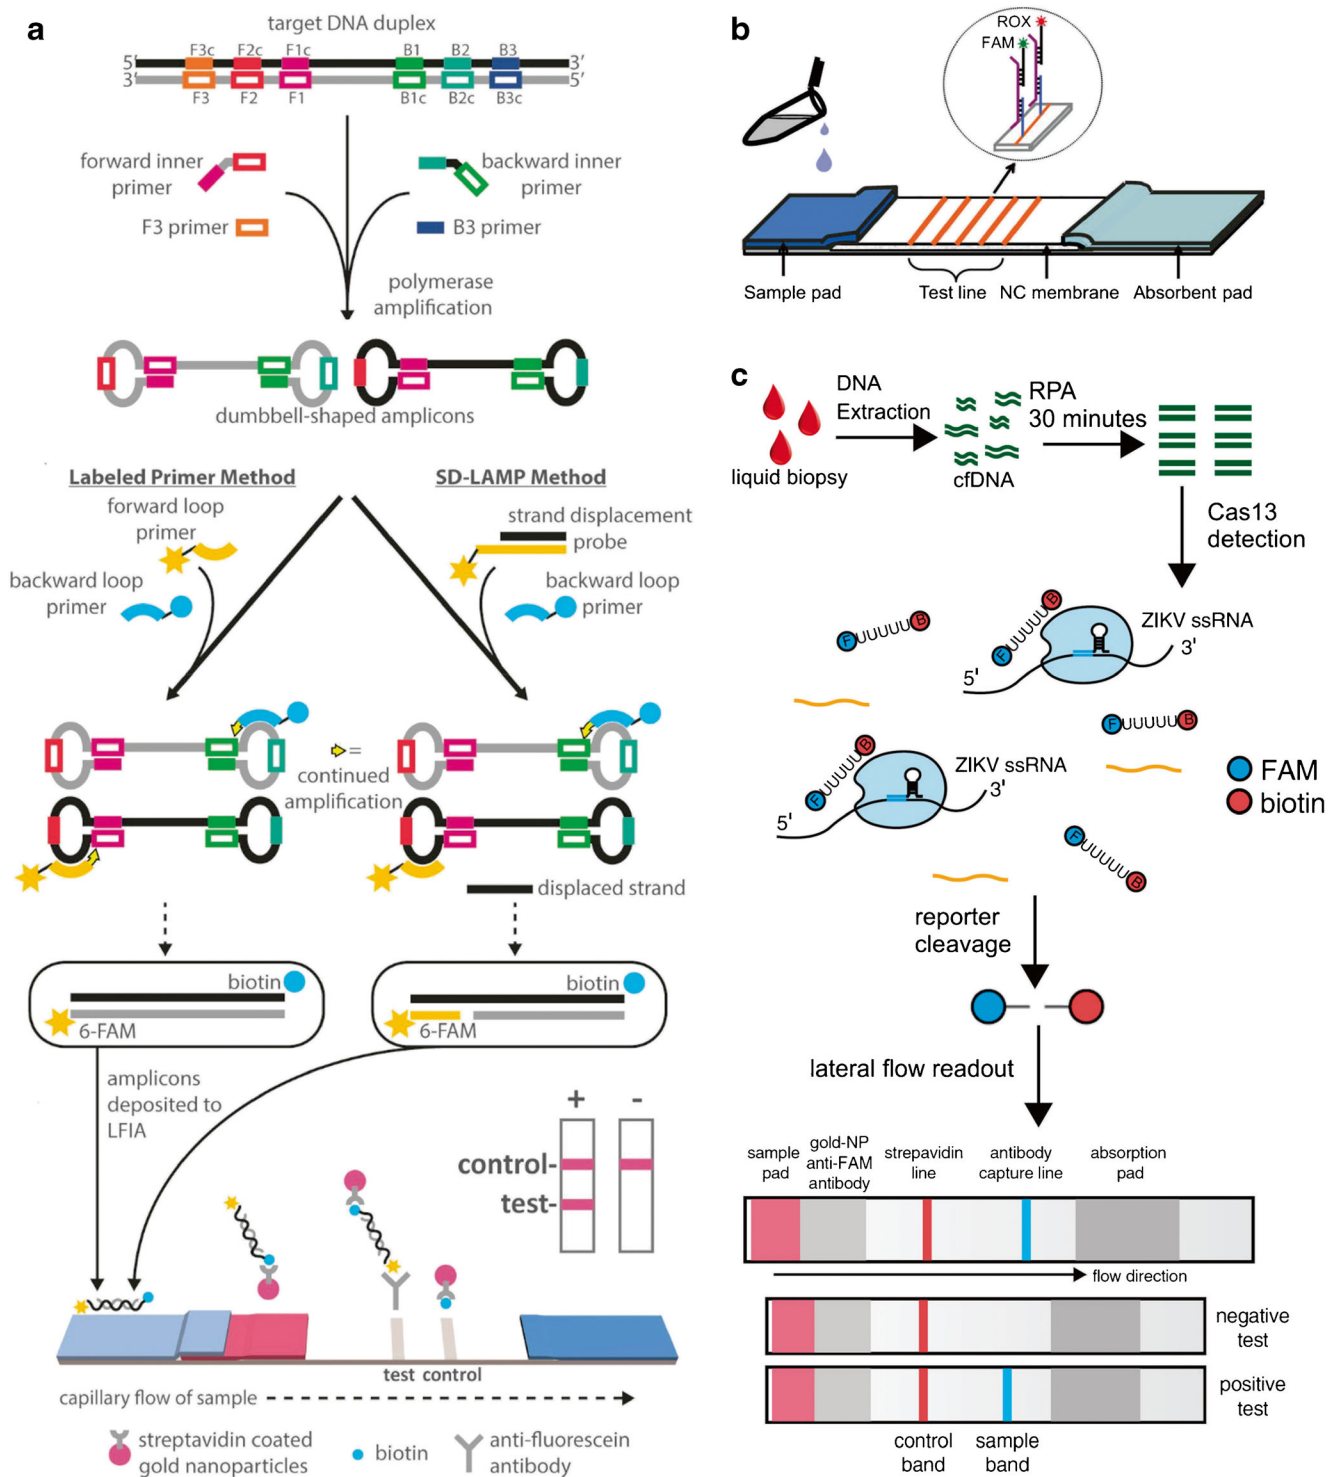 a
target DNA duplex
F3c F2c F1c B1 B2 B3
5' 3'
3' 5'
F3 F2 F1 B1c B2c B3c
forward inner
primer
backward inner
primer
F3 primer
B3 primer
polymerase
amplification
dumbbell-shaped amplicons
Labeled Primer Method
SD-LAMP Method
forward loop
primer
strand displacement
probe
backward loop
primer
backward loop
primer
=
continued
amplification
displaced strand
biotin
6-FAM
biotin
6-FAM
amplicons
deposited to
LFIA
+ -
control-
test-
test control
capillary flow of sample
streptavidin coated
gold nanoparticles
biotin
anti-fluorescein
antibody
b
ROX
FAM
Sample pad
Test line
NC membrane
Absorbent pad
c
liquid biopsy
DNA
Extraction
cfDNA
RPA
30 minutes
Cas13
detection
FUUUUUB
FUUUUUB
ZIKV ssRNA
5'
3'
FUUUUUB
FUUUUUB
ZIKV ssRNA
5'
3'
FUUUUUB
FAM
biotin
reporter
cleavage
lateral flow readout
sample
pad
gold-NP
anti-FAM
antibody
strepavidin
line
antibody
capture line
absorption
pad
flow direction
negative
test
positive
test
control
band
sample
band